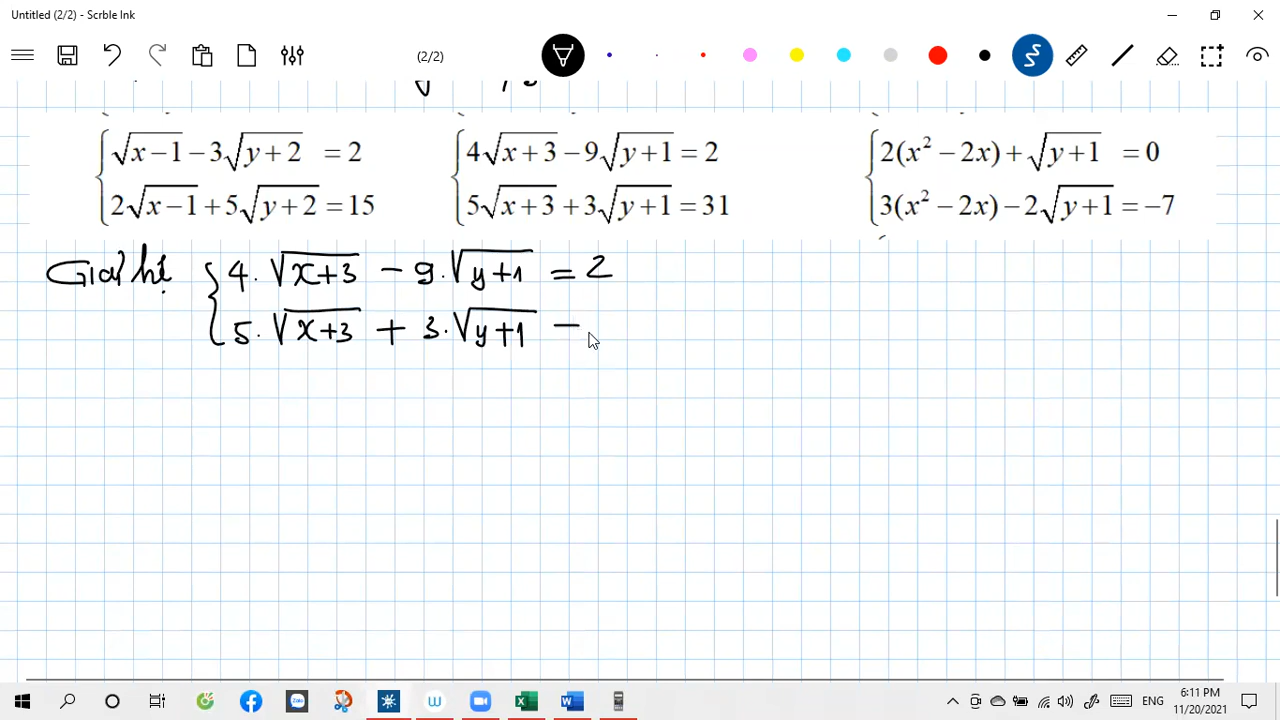 Untitled (2/2) - Scrble Ink
(2/2)
√x−1 − 3√y+2 = 2
2√x−1 + 5√y+2 = 15
4√x+3 − 9√y+1 = 2
5√x+3 + 3√y+1 = 31
2(x² − 2x) + √y+1 = 0
3(x² − 2x) − 2√y+1 = −7
Giải hệ 4.√x+3 − 9.√y+1 = 2
5.√x+3 + 3.√y+1 −
Zalo
ENG
6:11 PM
11/20/2021